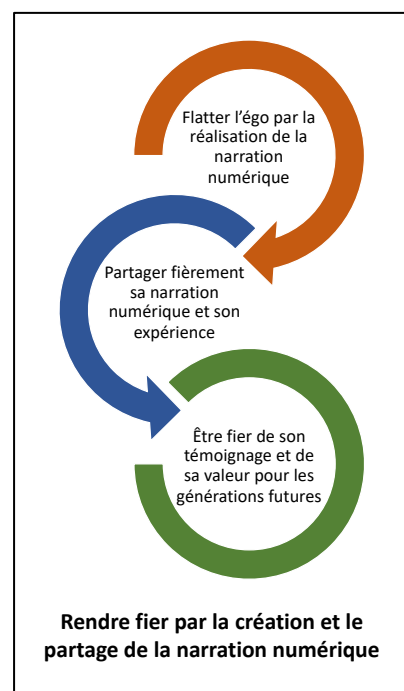 Flatter l’égo par la
réalisation de la
narration
numérique
Partager fièrement
sa narration
numérique et son
expérience
Être fier de son
témoignage et de
sa valeur pour les
générations futures
Rendre fier par la création et le
partage de la narration numérique